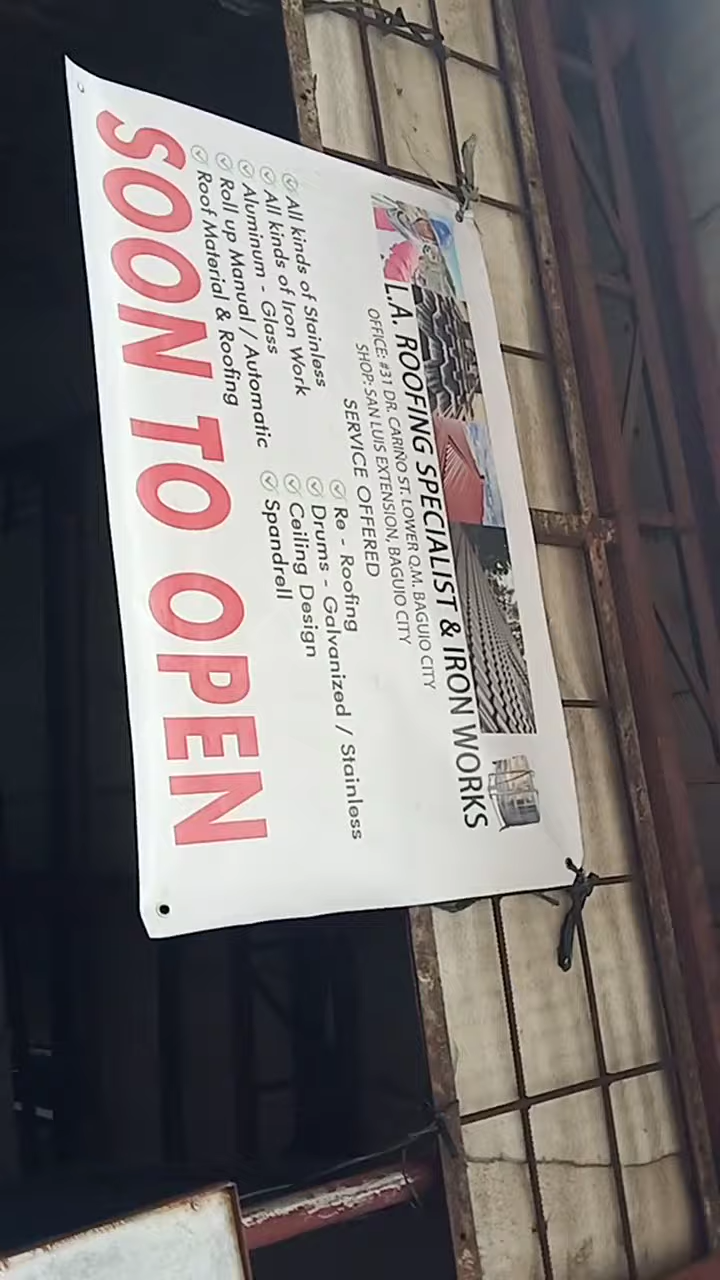 L.A. ROOFING SPECIALIST & IRON WORKS
OFFICE: #31 DR. CARIÑO ST. LOWER Q.M. BAGUIO CITY
SHOP: SAN LUIS EXTENSION, BAGUIO CITY
SERVICE OFFERED
All kinds of Stainless
All kinds of Iron Work
Aluminum - Glass
Roll up Manual / Automatic
Roof Material & Roofing
Re - Roofing
Drums - Galvanized / Stainless
Ceiling Design
Spandrell
SOON TO OPEN